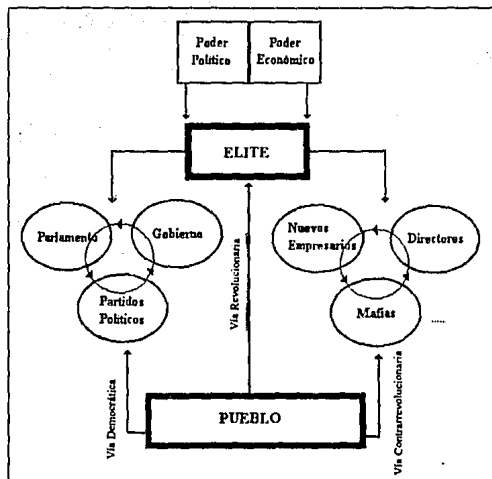 Poder
Político
Poder
Económico
ELITE
Parlamento
Gobierno
Partidos
Políticos
Nuevos
Empresarios
Directores
Mafias
Vía Revolucionaria
Vía Democrática
Vía Contrarrevolucionaria
PUEBLO